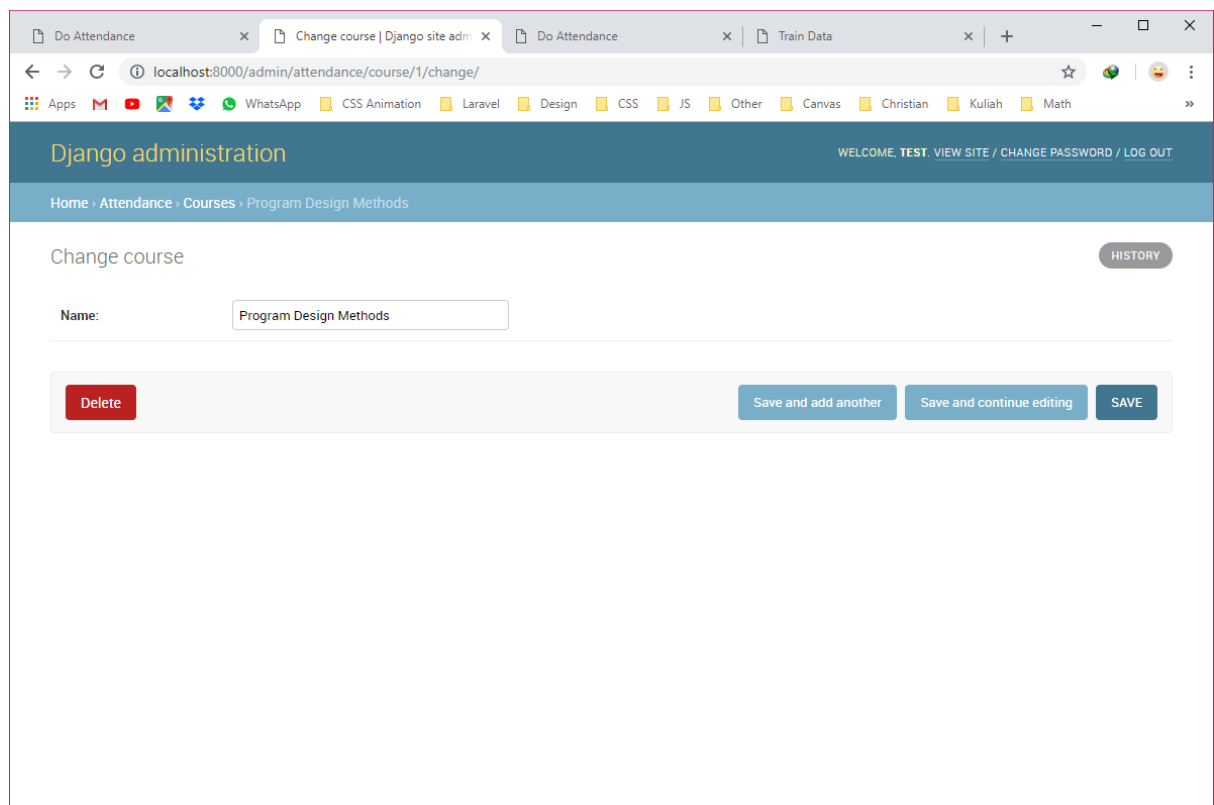 Do Attendance
Change course | Django site adm
Do Attendance
Train Data
localhost:8000/admin/attendance/course/1/change/
Apps WhatsApp CSS Animation Laravel Design CSS JS Other Canvas Christian Kuliah Math »
Django administration
WELCOME, TEST. VIEW SITE / CHANGE PASSWORD / LOG OUT
Home › Attendance › Courses › Program Design Methods
Change course
HISTORY
Name: Program Design Methods
Delete Save and add another Save and continue editing SAVE